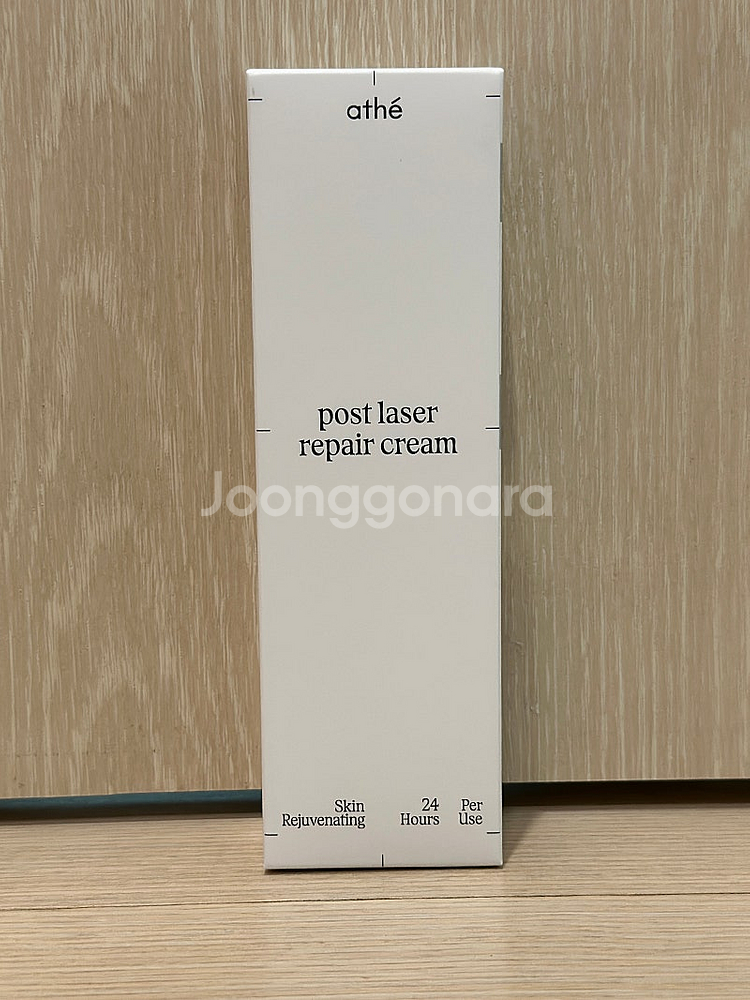 athé
post laser
repair cream
Joonggonara
Skin
Rejuvenating
24
Hours
Per
Use